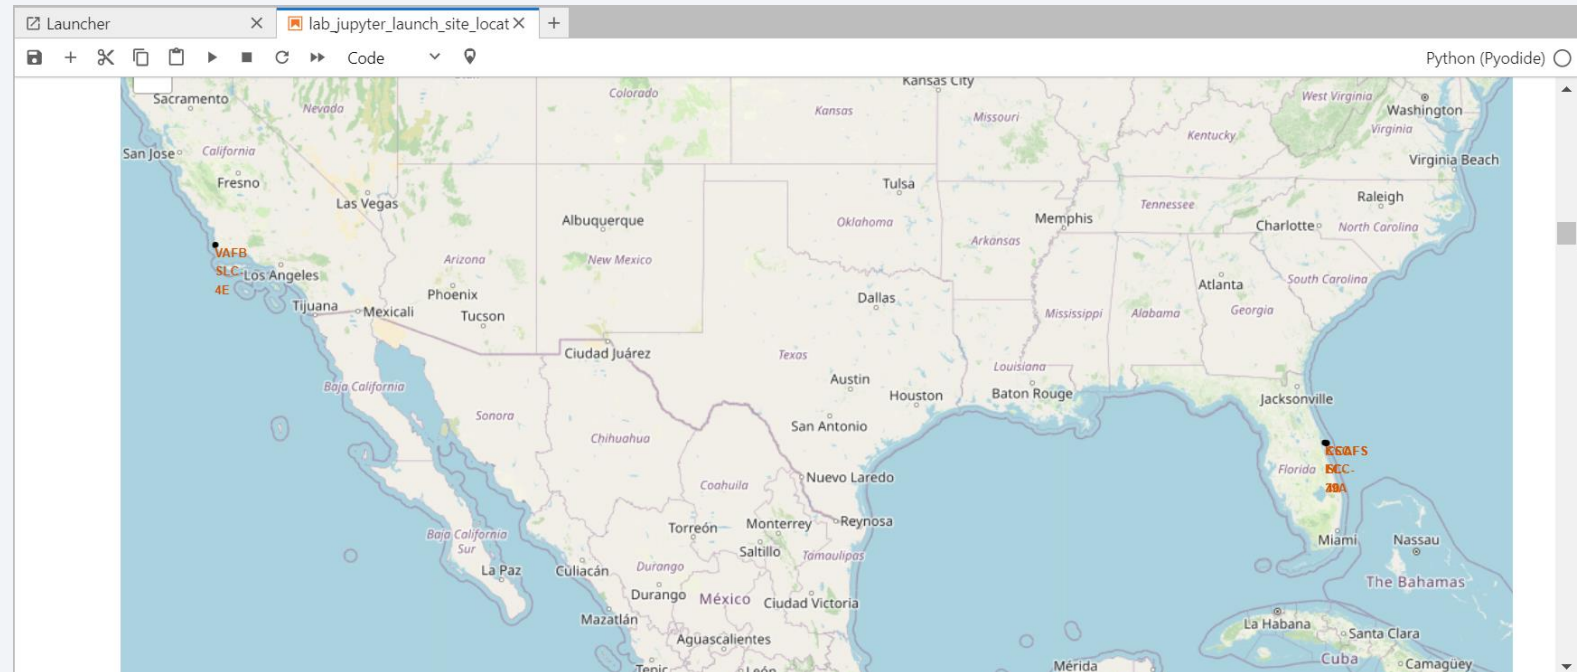 Launcher
lab_jupyter_launch_site_locat
Code
Python (Pyodide)
Kansas City
Sacramento
Nevada
Colorado
Kansas
Missouri
West Virginia
Washington
Kentucky
Virginia
San Jose
California
Virginia Beach
Fresno
Tulsa
Las Vegas
Raleigh
Albuquerque
Oklahoma
Memphis
Tennessee
Charlotte
North Carolina
Arkansas
VAFB
SLC-
4E
Los Angeles
Arizona
New Mexico
South Carolina
Atlanta
Phoenix
Dallas
Tijuana
Mexicali
Tucson
Mississippi
Alabama
Georgia
Ciudad Juárez
Texas
Louisiana
Baja California
Austin
Houston
Baton Rouge
Jacksonville
Sonora
San Antonio
Chihuahua
Florida
Nuevo Laredo
Coahuila
Torreón
Monterrey
Reynosa
Baja California
Sur
Saltillo
Tamaulipas
Miami
Nassau
La Paz
Culiacán
Durango
The Bahamas
Durango
México
Ciudad Victoria
Mazatlán
La Habana
Santa Clara
Aguascalientes
Tepic
León
Mérida
Cuba
Camagüey